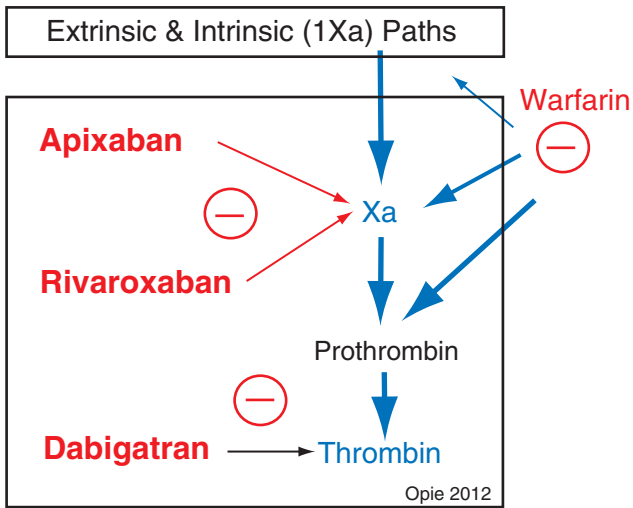 Extrinsic & Intrinsic (1Xa) Paths
Warfarin
Apixaban
Xa
Rivaroxaban
Prothrombin
Dabigatran
Thrombin
Opie 2012